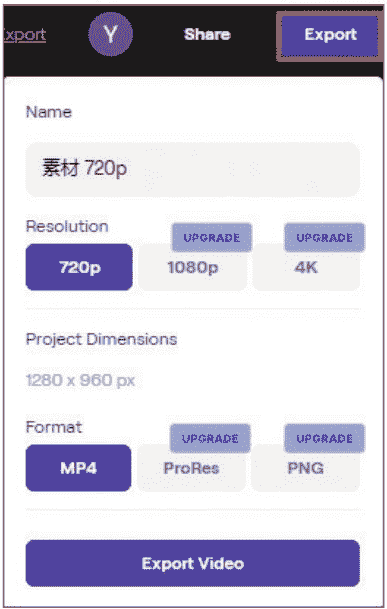 Export
Y
Share
Export
Name
素材 720p
Resolution
UPGRADE
UPGRADE
720p
1080p
4K
Project Dimensions
1280 x 960 px
Format
UPGRADE
UPGRADE
MP4
ProRes
PNG
Export Video